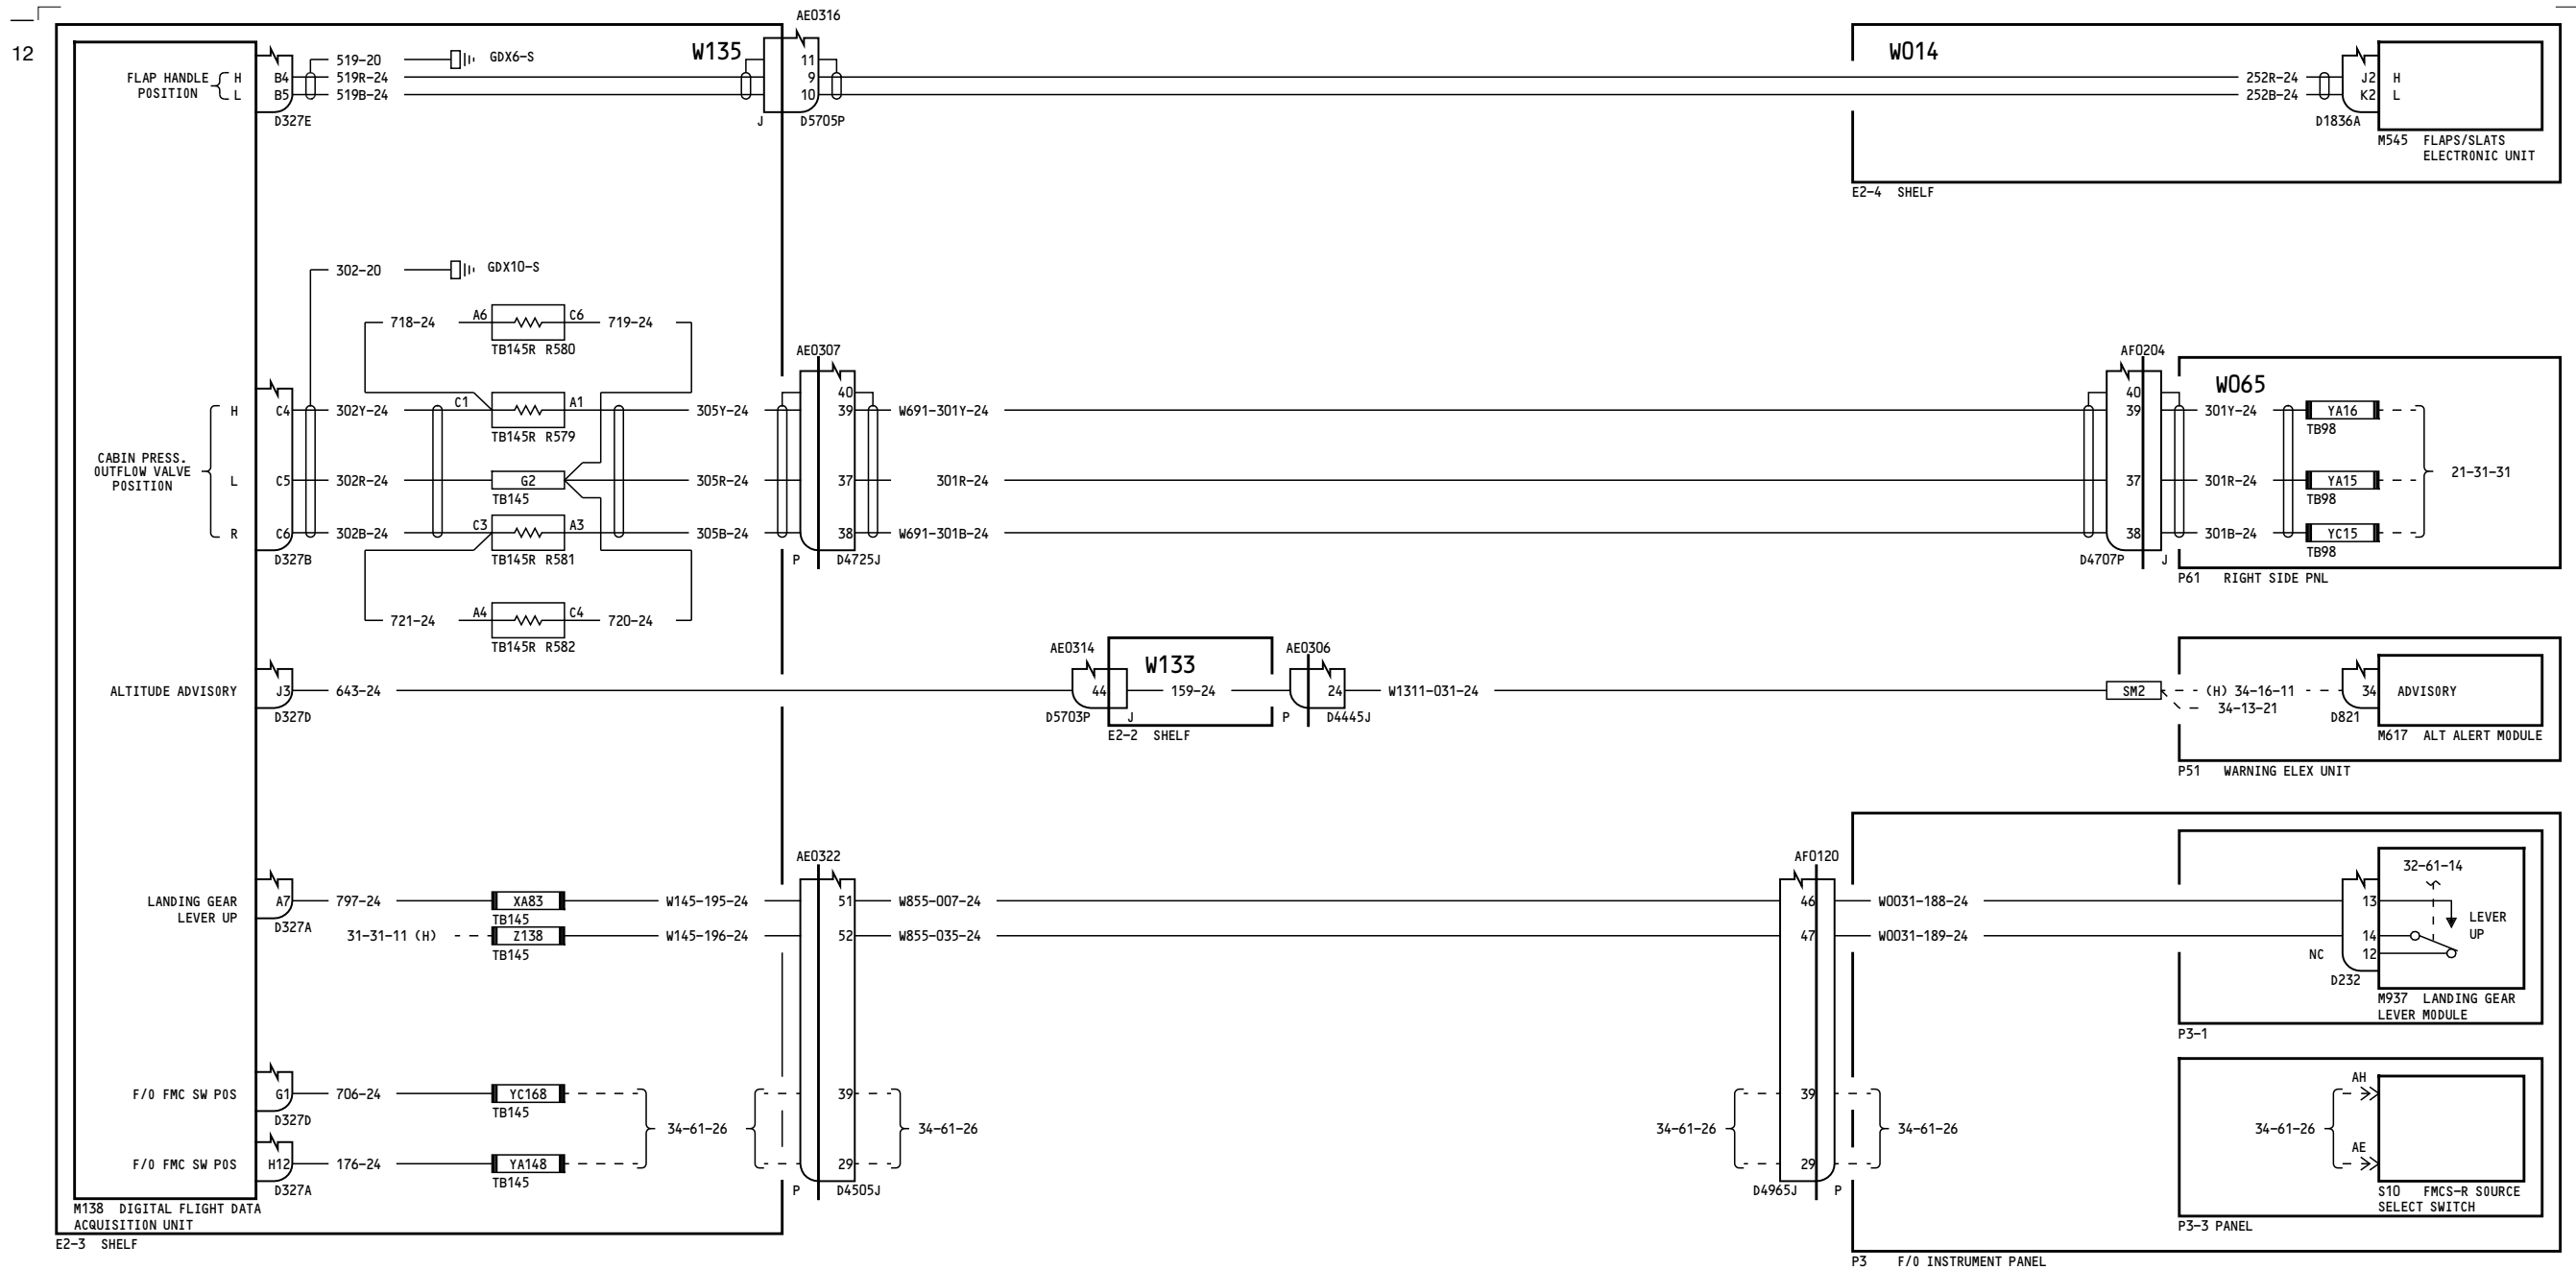 12
W135
AE0316
FLAP HANDLE
POSITION
H
L
B4
B5
D327E
519-20
519R-24
519B-24
GDX6-S
11
9
10
J
D5705P
W014
252R-24
252B-24
J2
K2
H
L
D1836A
M545 FLAPS/SLATS
ELECTRONIC UNIT
E2-4 SHELF
302-20
GDX10-S
718-24
A6
C6
719-24
TB145R R580
AE0307
AF0204
CABIN PRESS.
OUTFLOW VALVE
POSITION
H
L
R
C4
C5
C6
D327B
302Y-24
302R-24
302B-24
C1
A1
TB145R R579
G2
TB145
C3
A3
TB145R R581
721-24
A4
C4
720-24
TB145R R582
305Y-24
305R-24
305B-24
40
39
37
38
P
D4725J
W691-301Y-24
301R-24
W691-301B-24
40
39
37
38
D4707P
J
W065
301Y-24
301R-24
301B-24
YA16
TB98
YA15
TB98
YC15
TB98
21-31-31
P61 RIGHT SIDE PNL
ALTITUDE ADVISORY
J3
D327D
643-24
AE0314
44
D5703P
J
W133
159-24
E2-2 SHELF
AE0306
24
P
D4445J
W1311-031-24
SM2
(H) 34-16-11
34-13-21
34
D821
ADVISORY
M617 ALT ALERT MODULE
P51 WARNING ELEX UNIT
LANDING GEAR
LEVER UP
A7
D327A
797-24
XA83
TB145
31-31-11 (H)
Z138
TB145
W145-195-24
W145-196-24
AE0322
51
52
W855-007-24
W855-035-24
AF0120
46
47
W0031-188-24
W0031-189-24
13
14
12
NC
D232
32-61-14
LEVER
UP
M937 LANDING GEAR
LEVER MODULE
P3-1
F/O FMC SW POS
G1
D327D
706-24
YC168
TB145
F/O FMC SW POS
H12
D327A
176-24
YA148
TB145
34-61-26
39
29
P
D4505J
34-61-26
34-61-26
39
29
D4965J
P
34-61-26
34-61-26
AH
AE
S10 FMCS-R SOURCE
SELECT SWITCH
P3-3 PANEL
M138 DIGITAL FLIGHT DATA
ACQUISITION UNIT
E2-3 SHELF
P3 F/O INSTRUMENT PANEL